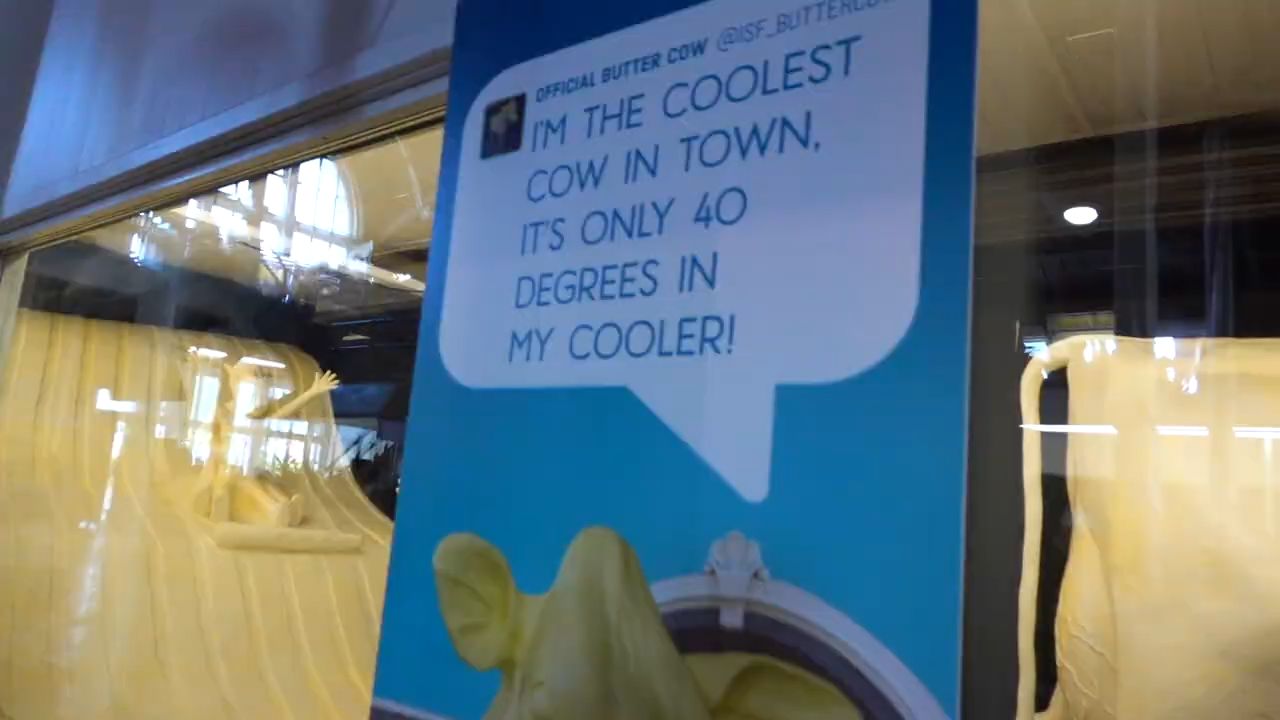 OFFICIAL BUTTER COW
I'M THE COOLEST
COW IN TOWN,
IT'S ONLY 40
DEGREES IN
MY COOLER!